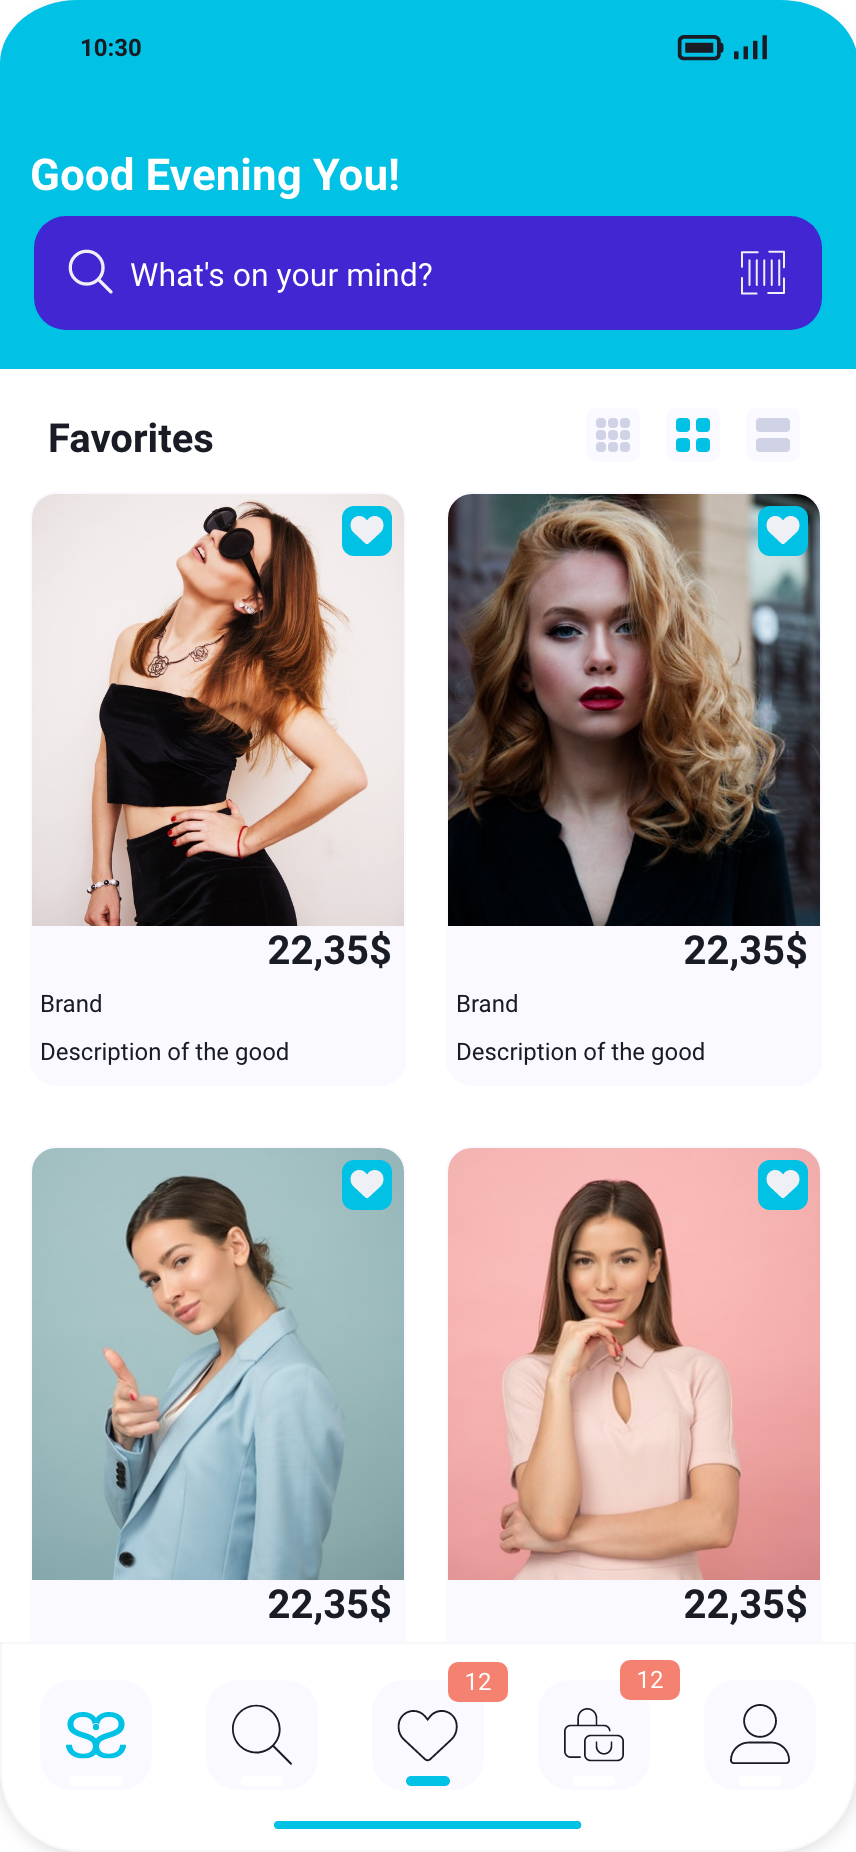 10:30
Good Evening You!
What's on your mind?
Favorites
22,35$
Brand
Description of the good
22,35$
Brand
Description of the good
22,35$
22,35$
12
12